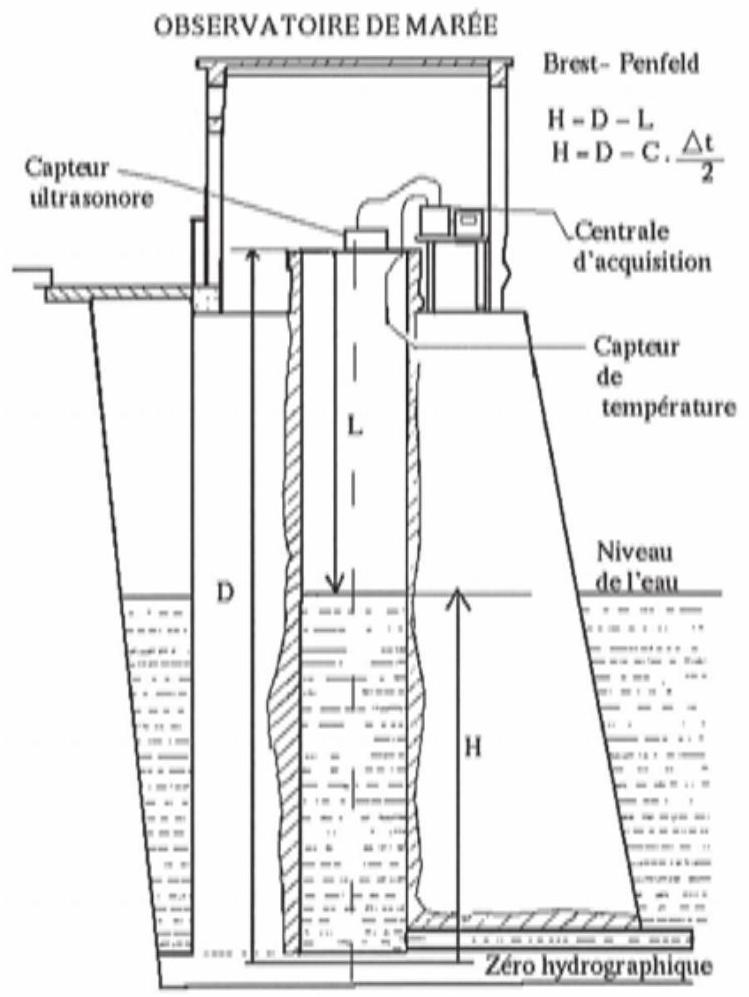 OBSERVATOIRE DE MARÉE
Brest- Penfeld
H = D - L
H = D - C . Δt/2
Capteur
ultrasonore
Centrale
d'acquisition
Capteur
de
température
L
Niveau
de l'eau
D
H
Zéro hydrographique